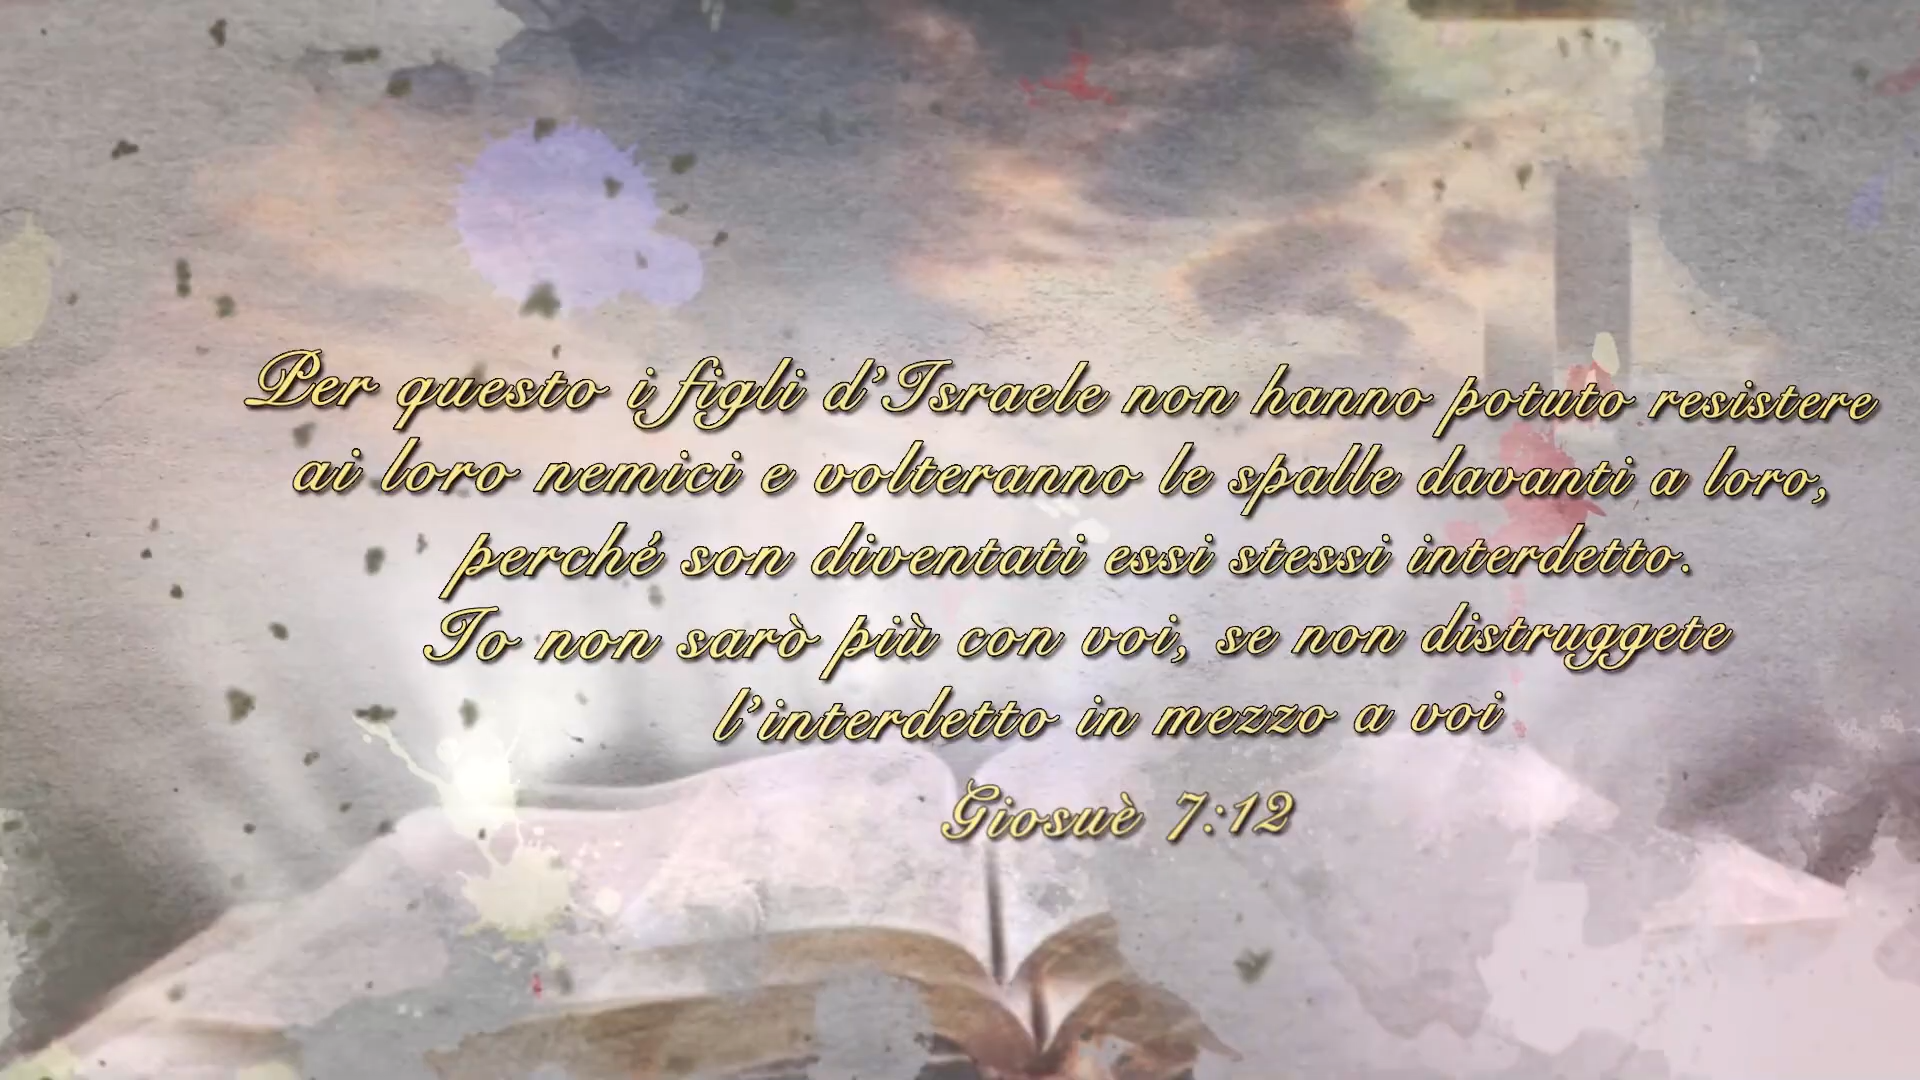 Per questo i figli d'Israele non hanno potuto resistere
ai loro nemici e volteranno le spalle davanti a loro,
perché son diventati essi stessi interdetto.
Io non sarò più con voi, se non distruggete
l'interdetto in mezzo a voi
Giosuè 7:12